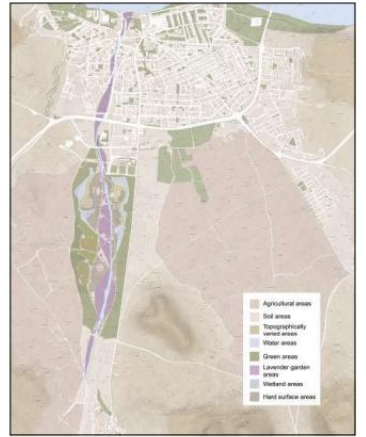 Agricultural areas
Soil areas
Topographically
varied areas
Water areas
Green areas
Lavender garden
areas
Wetland areas
Hard surface areas